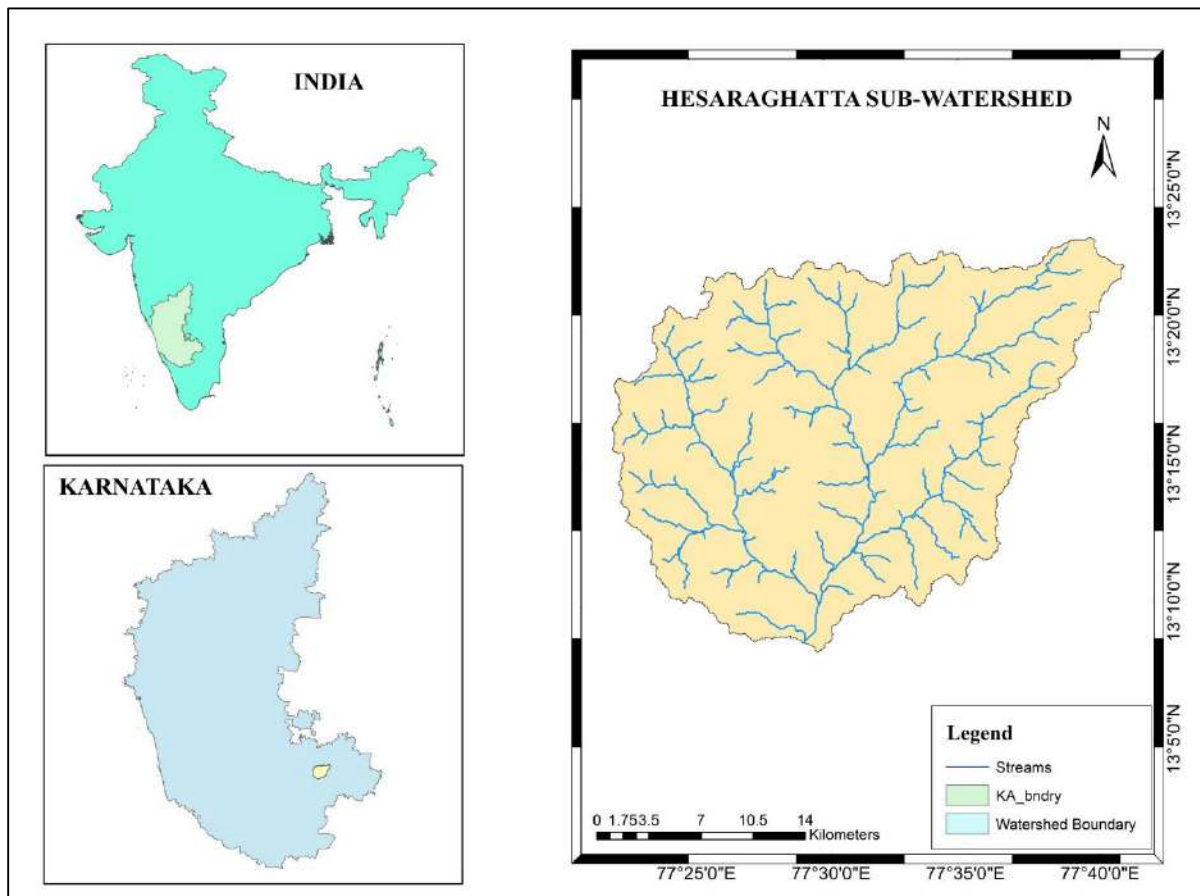 INDIA
KARNATAKA
HESARAGHATTA SUB-WATERSHED
N
13°25'0"N
13°20'0"N
13°15'0"N
13°10'0"N
13°5'0"N
Legend
Streams
KA_bndry
Watershed Boundary
0 1.753.5 7 10.5 14
Kilometers
77°25'0"E 77°30'0"E 77°35'0"E 77°40'0"E